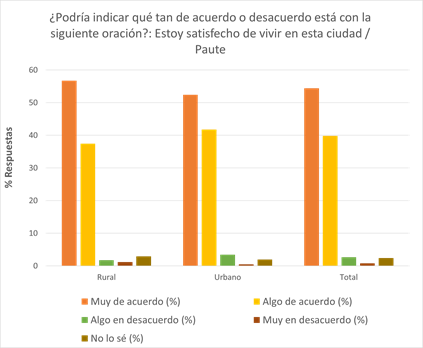 ¿Podría indicar qué tan de acuerdo o desacuerdo está con la
siguiente oración?: Estoy satisfecho de vivir en esta ciudad /
Paute
% Respuestas
60
50
40
30
20
10
0
Rural
Urbano
Total
Muy de acuerdo (%)
Algo de acuerdo (%)
Algo en desacuerdo (%)
Muy en desacuerdo (%)
No lo sé (%)